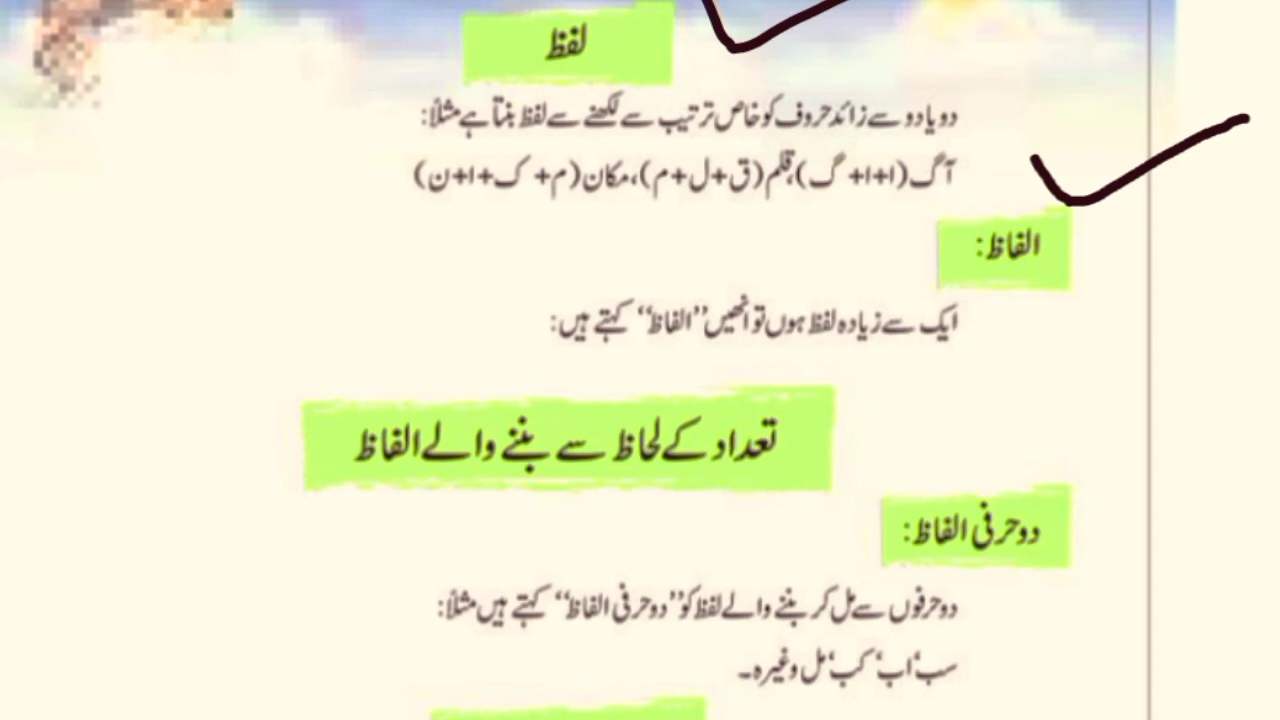 لفظ
دو یا دو سے زائد حروف کو خاص ترتیب سے لکھنے سے لفظ بنتا ہے مثلاً:
آگ (ا+ا+ گ)، قلم (ق+ل+م)، مکان (م+ ک+ا+ن)
الفاظ:
ایک سے زیادہ لفظ ہوں تو انھیں ”الفاظ“ کہتے ہیں:
تعداد کے لحاظ سے بننے والے الفاظ
دو حرفی الفاظ:
دو حرفوں سے مل کر بننے والے لفظ کو ”دو حرفی الفاظ“ کہتے ہیں مثلاً:
سب‘ اب‘ کب‘ مل وغیرہ۔